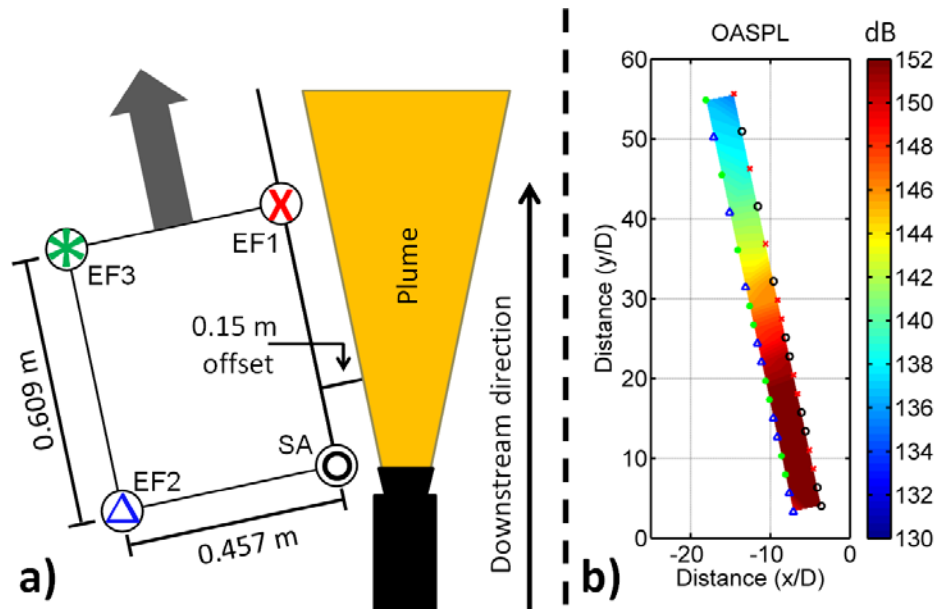 EF1
EF3
Plume
0.15 m
offset
0.609 m
SA
EF2
0.457 m
Downstream direction
a)
OASPL
dB
60
50
40
30
20
10
0
Distance (y/D)
-20
-10
0
Distance (x/D)
152
150
148
146
144
142
140
138
136
134
132
130
b)